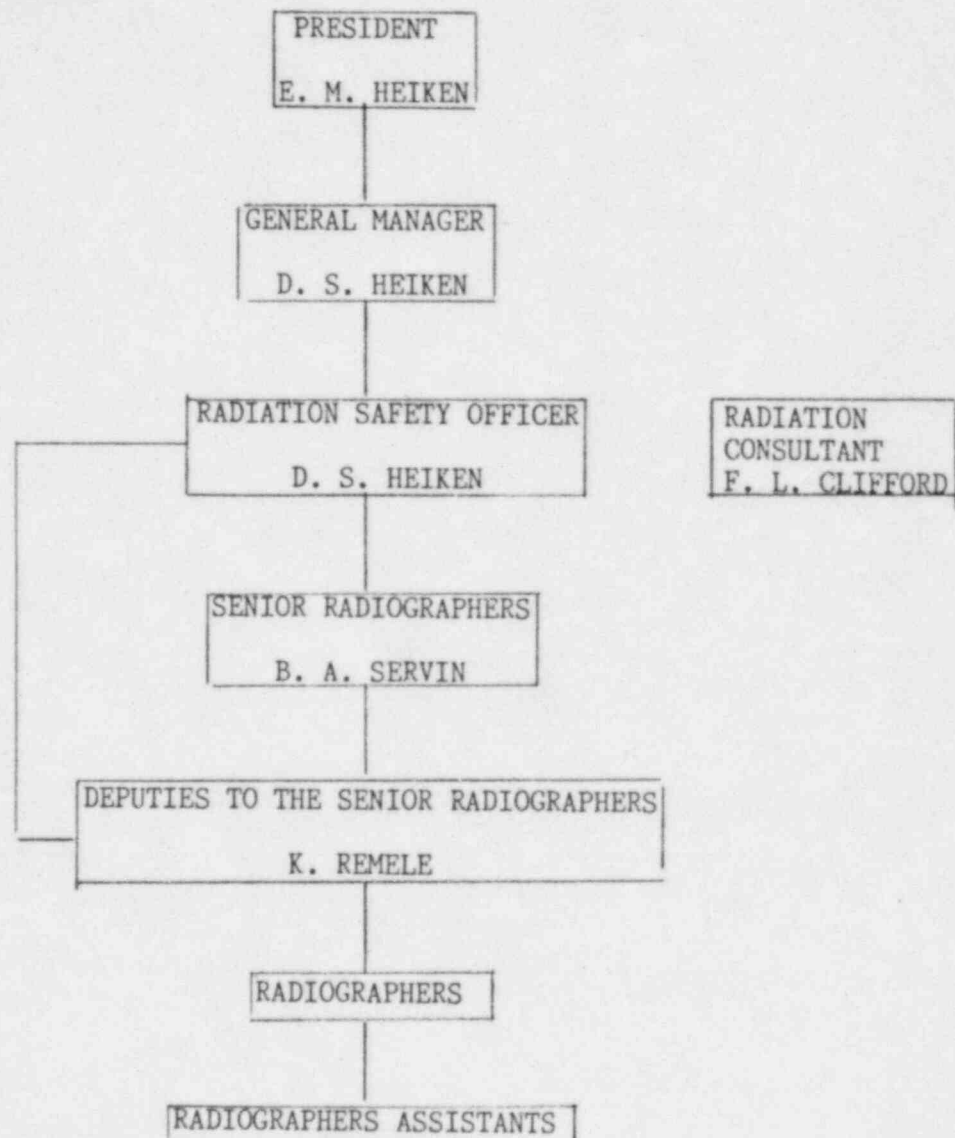 PRESIDENT
E. M. HEIKEN
GENERAL MANAGER
D. S. HEIKEN
RADIATION SAFETY OFFICER
D. S. HEIKEN
RADIATION
CONSULTANT
F. L. CLIFFORD
SENIOR RADIOGRAPHERS
B. A. SERVIN
DEPUTIES TO THE SENIOR RADIOGRAPHERS
K. REMELE
RADIOGRAPHERS
RADIOGRAPHERS ASSISTANTS